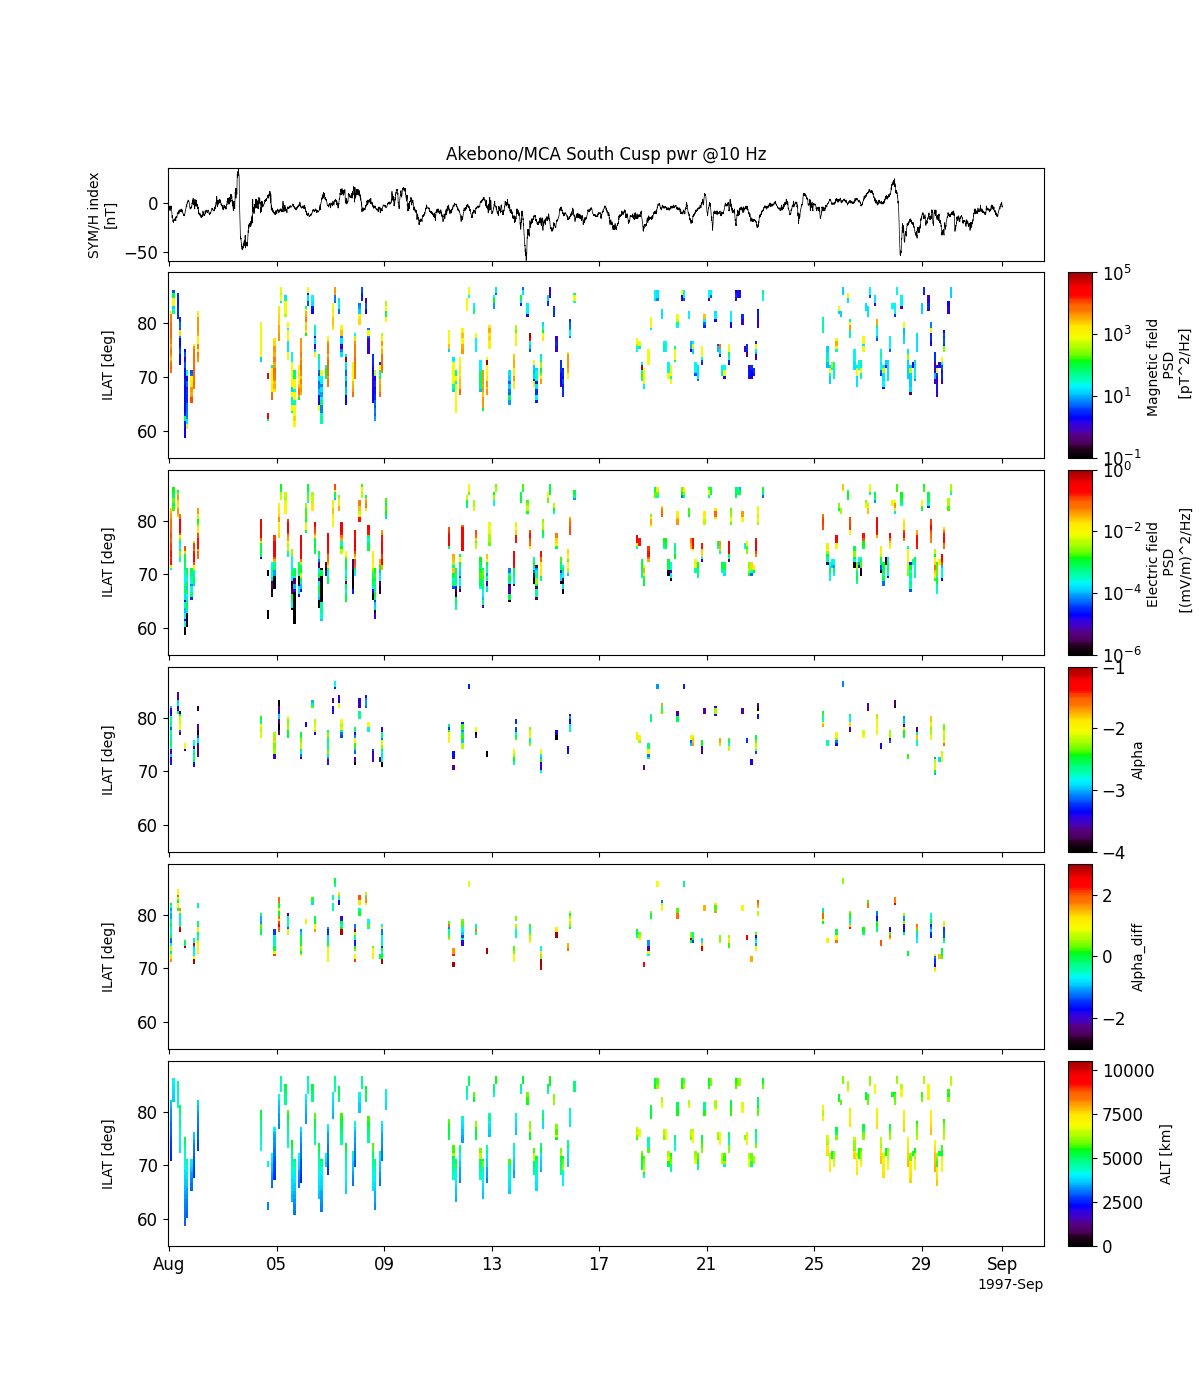 Akebono/MCA South Cusp pwr @10 Hz
SYM/H index
[nT]
0
−50
ILAT [deg]
80
70
60
10^5
10^3
10^1
10^−1
Magnetic field
PSD
[pT^2/Hz]
ILAT [deg]
80
70
60
10^0
10^−2
10^−4
10^−6
Electric field
PSD
[(mV/m)^2/Hz]
ILAT [deg]
80
70
60
−1
−2
−3
−4
Alpha
ILAT [deg]
80
70
60
2
0
−2
Alpha_diff
ILAT [deg]
80
70
60
10000
7500
5000
2500
0
ALT [km]
Aug 05 09 13 17 21 25 29 Sep
1997-Sep